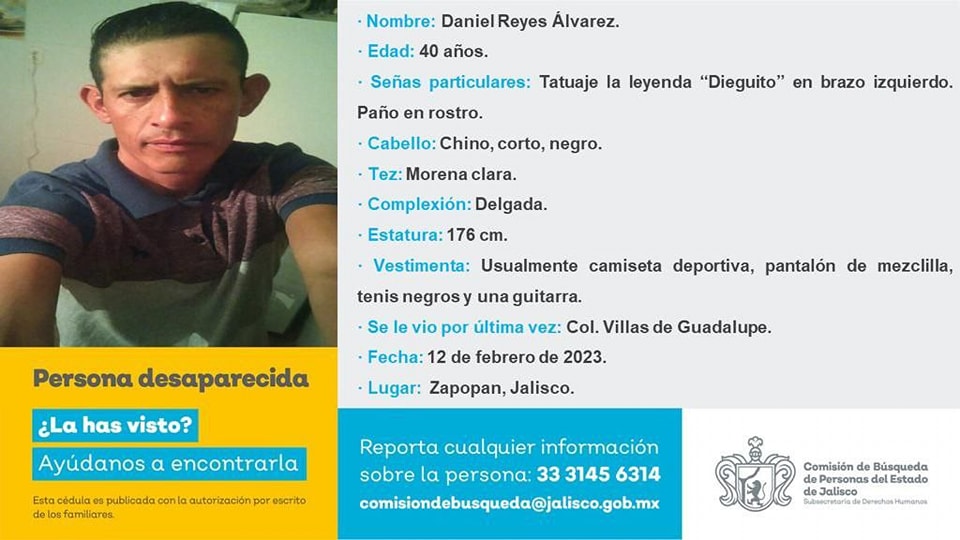 · Nombre: Daniel Reyes Álvarez.
· Edad: 40 años.
· Señas particulares: Tatuaje la leyenda “Dieguito” en brazo izquierdo.
Paño en rostro.
· Cabello: Chino, corto, negro.
· Tez: Morena clara.
· Complexión: Delgada.
· Estatura: 176 cm.
· Vestimenta: Usualmente camiseta deportiva, pantalón de mezclilla,
tenis negros y una guitarra.
· Se le vio por última vez: Col. Villas de Guadalupe.
· Fecha: 12 de febrero de 2023.
· Lugar: Zapopan, Jalisco.
Persona desaparecida
¿La has visto?
Ayúdanos a encontrarla
Esta cédula es publicada con la autorización por escrito
de los familiares.
Reporta cualquier información
sobre la persona: 33 3145 6314
comisiondebusqueda@jalisco.gob.mx
Comisión de Búsqueda
de Personas del Estado
de Jalisco
Subsecretaría de Derechos Humanos